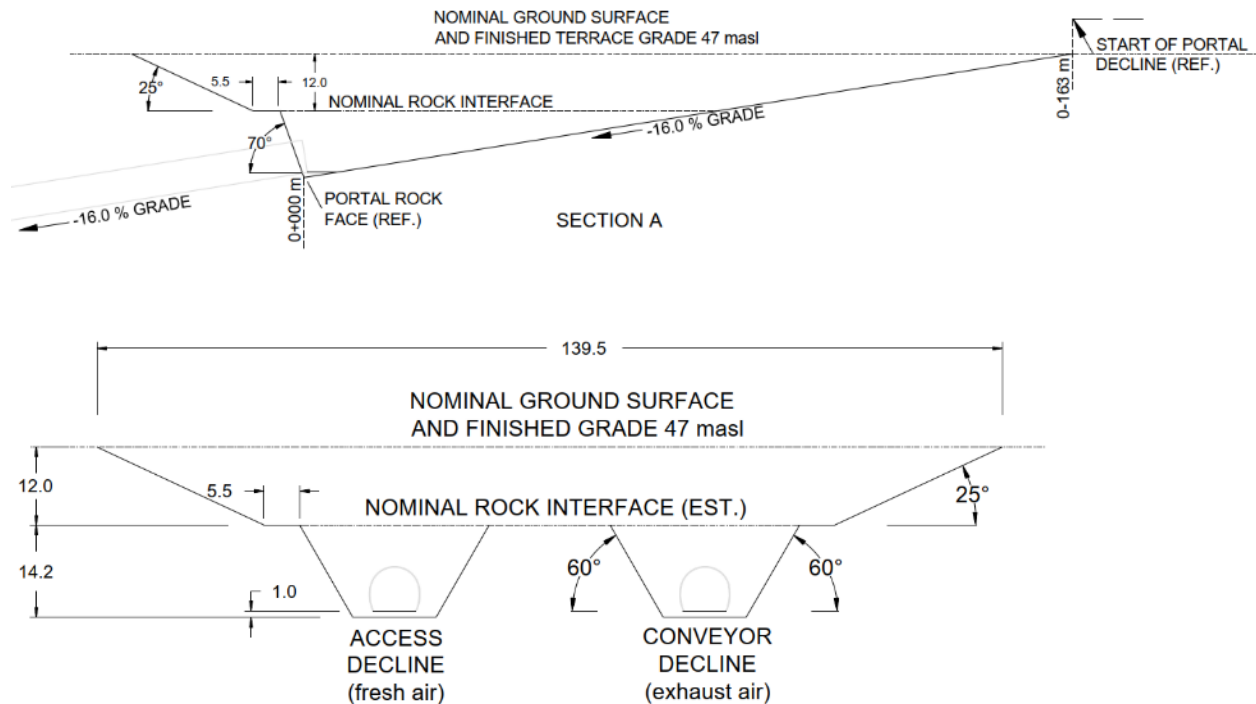 NOMINAL GROUND SURFACE
AND FINISHED TERRACE GRADE 47 masl
START OF PORTAL
DECLINE (REF.)
5.5
12.0
25°
NOMINAL ROCK INTERFACE
0-163 m
-16.0 % GRADE
70°
PORTAL ROCK
FACE (REF.)
0+000 m
-16.0 % GRADE
SECTION A
139.5
NOMINAL GROUND SURFACE
AND FINISHED GRADE 47 masl
12.0
5.5
NOMINAL ROCK INTERFACE (EST.)
25°
14.2
1.0
60°
60°
ACCESS
DECLINE
(fresh air)
CONVEYOR
DECLINE
(exhaust air)